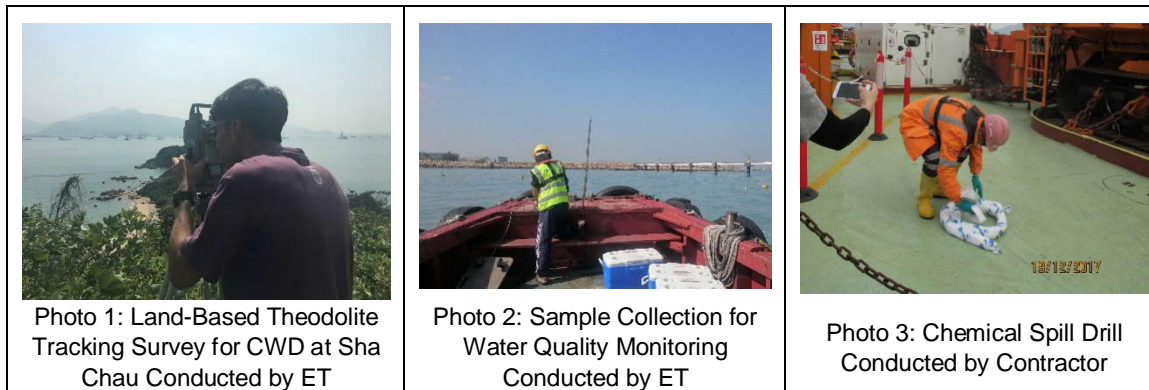 18/12/2017
Photo 1: Land-Based Theodolite
Tracking Survey for CWD at Sha
Chau Conducted by ET
Photo 2: Sample Collection for
Water Quality Monitoring
Conducted by ET
Photo 3: Chemical Spill Drill
Conducted by Contractor